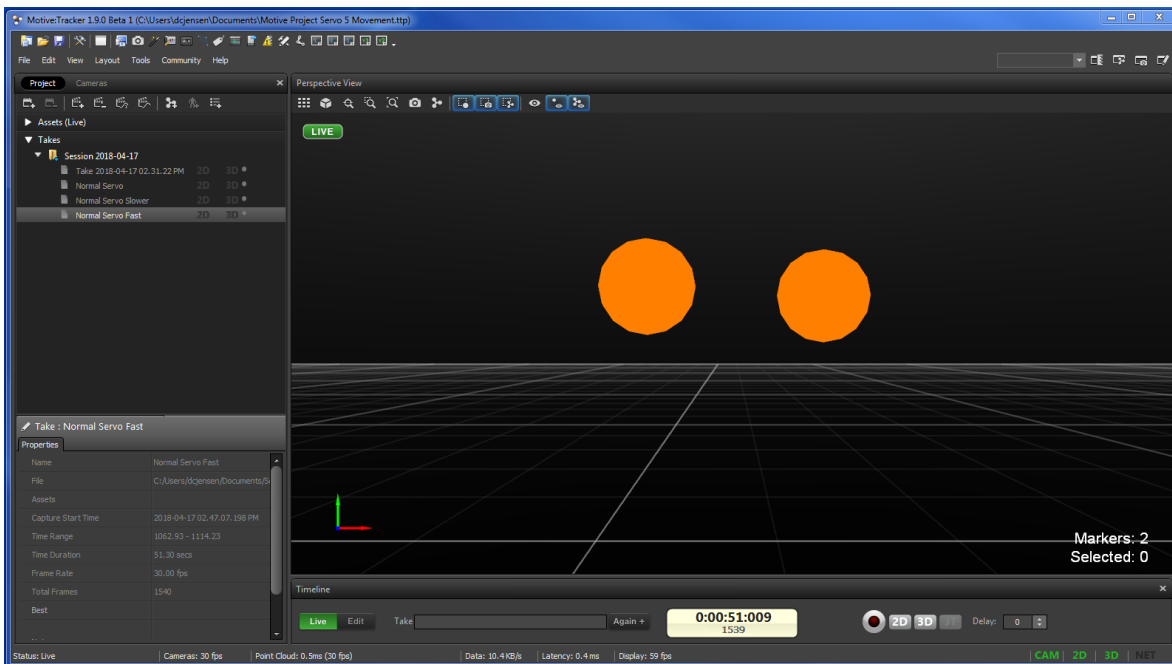 Motive:Tracker 1.9.0 Beta 1 (C:\Users\dcjensen\Documents\Motive Project Servo 5 Movement.ttp)
File Edit View Layout Tools Community Help
Project Cameras
Perspective View
LIVE
Assets (Live)
Takes
Session 2018-04-17
Take 2018-04-17 02.31.22 PM 2D 3D
Normal Servo 2D 3D
Normal Servo Slower 2D 3D
Normal Servo Fast 2D 3D
Take : Normal Servo Fast
Properties
Name Normal Servo Fast
File C:/Users/dcjensen/Documents/
Assets
Capture Start Time 2018-04-17 02.47.07.198 PM
Time Range 1062.93 - 1114.23
Time Duration 51.30 secs
Frame Rate 30.00 fps
Total Frames 1540
Best
Markers: 2
Selected: 0
Timeline
Live Edit Take Again + 0:00:51:009 2D 3D Delay: 0
1539
Status: Live Cameras: 30 fps Point Cloud: 0.5ms (30 fps) Data: 10.4 KB/s Latency: 0.4 ms Display: 59 fps CAM 2D 3D NET